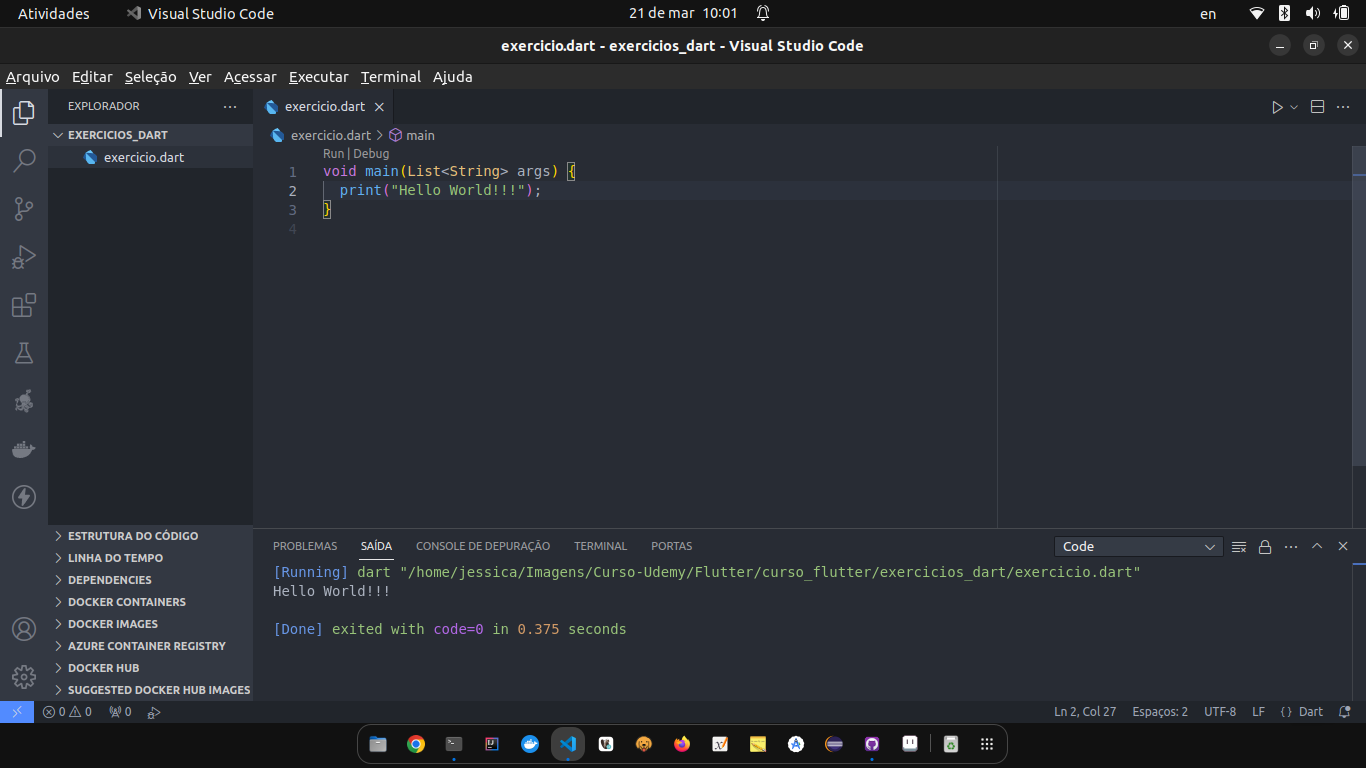 Atividades Visual Studio Code 21 de mar 10:01 en
exercicio.dart - exercicios_dart - Visual Studio Code
Arquivo Editar Seleção Ver Acessar Executar Terminal Ajuda
EXPLORADOR
exercicio.dart
EXERCICIOS_DART
exercicio.dart
exercicio.dart > main
Run | Debug
1 void main(List<String> args) {
2 print("Hello World!!!");
3 }
4
ESTRUTURA DO CÓDIGO
LINHA DO TEMPO
DEPENDENCIES
DOCKER CONTAINERS
DOCKER IMAGES
AZURE CONTAINER REGISTRY
DOCKER HUB
SUGGESTED DOCKER HUB IMAGES
PROBLEMAS SAÍDA CONSOLE DE DEPURAÇÃO TERMINAL PORTAS Code
[Running] dart "/home/jessica/Imagens/Curso-Udemy/Flutter/curso_flutter/exercicios_dart/exercicio.dart"
Hello World!!!
[Done] exited with code=0 in 0.375 seconds
0 0 0 Ln 2, Col 27 Espaços: 2 UTF-8 LF {} Dart